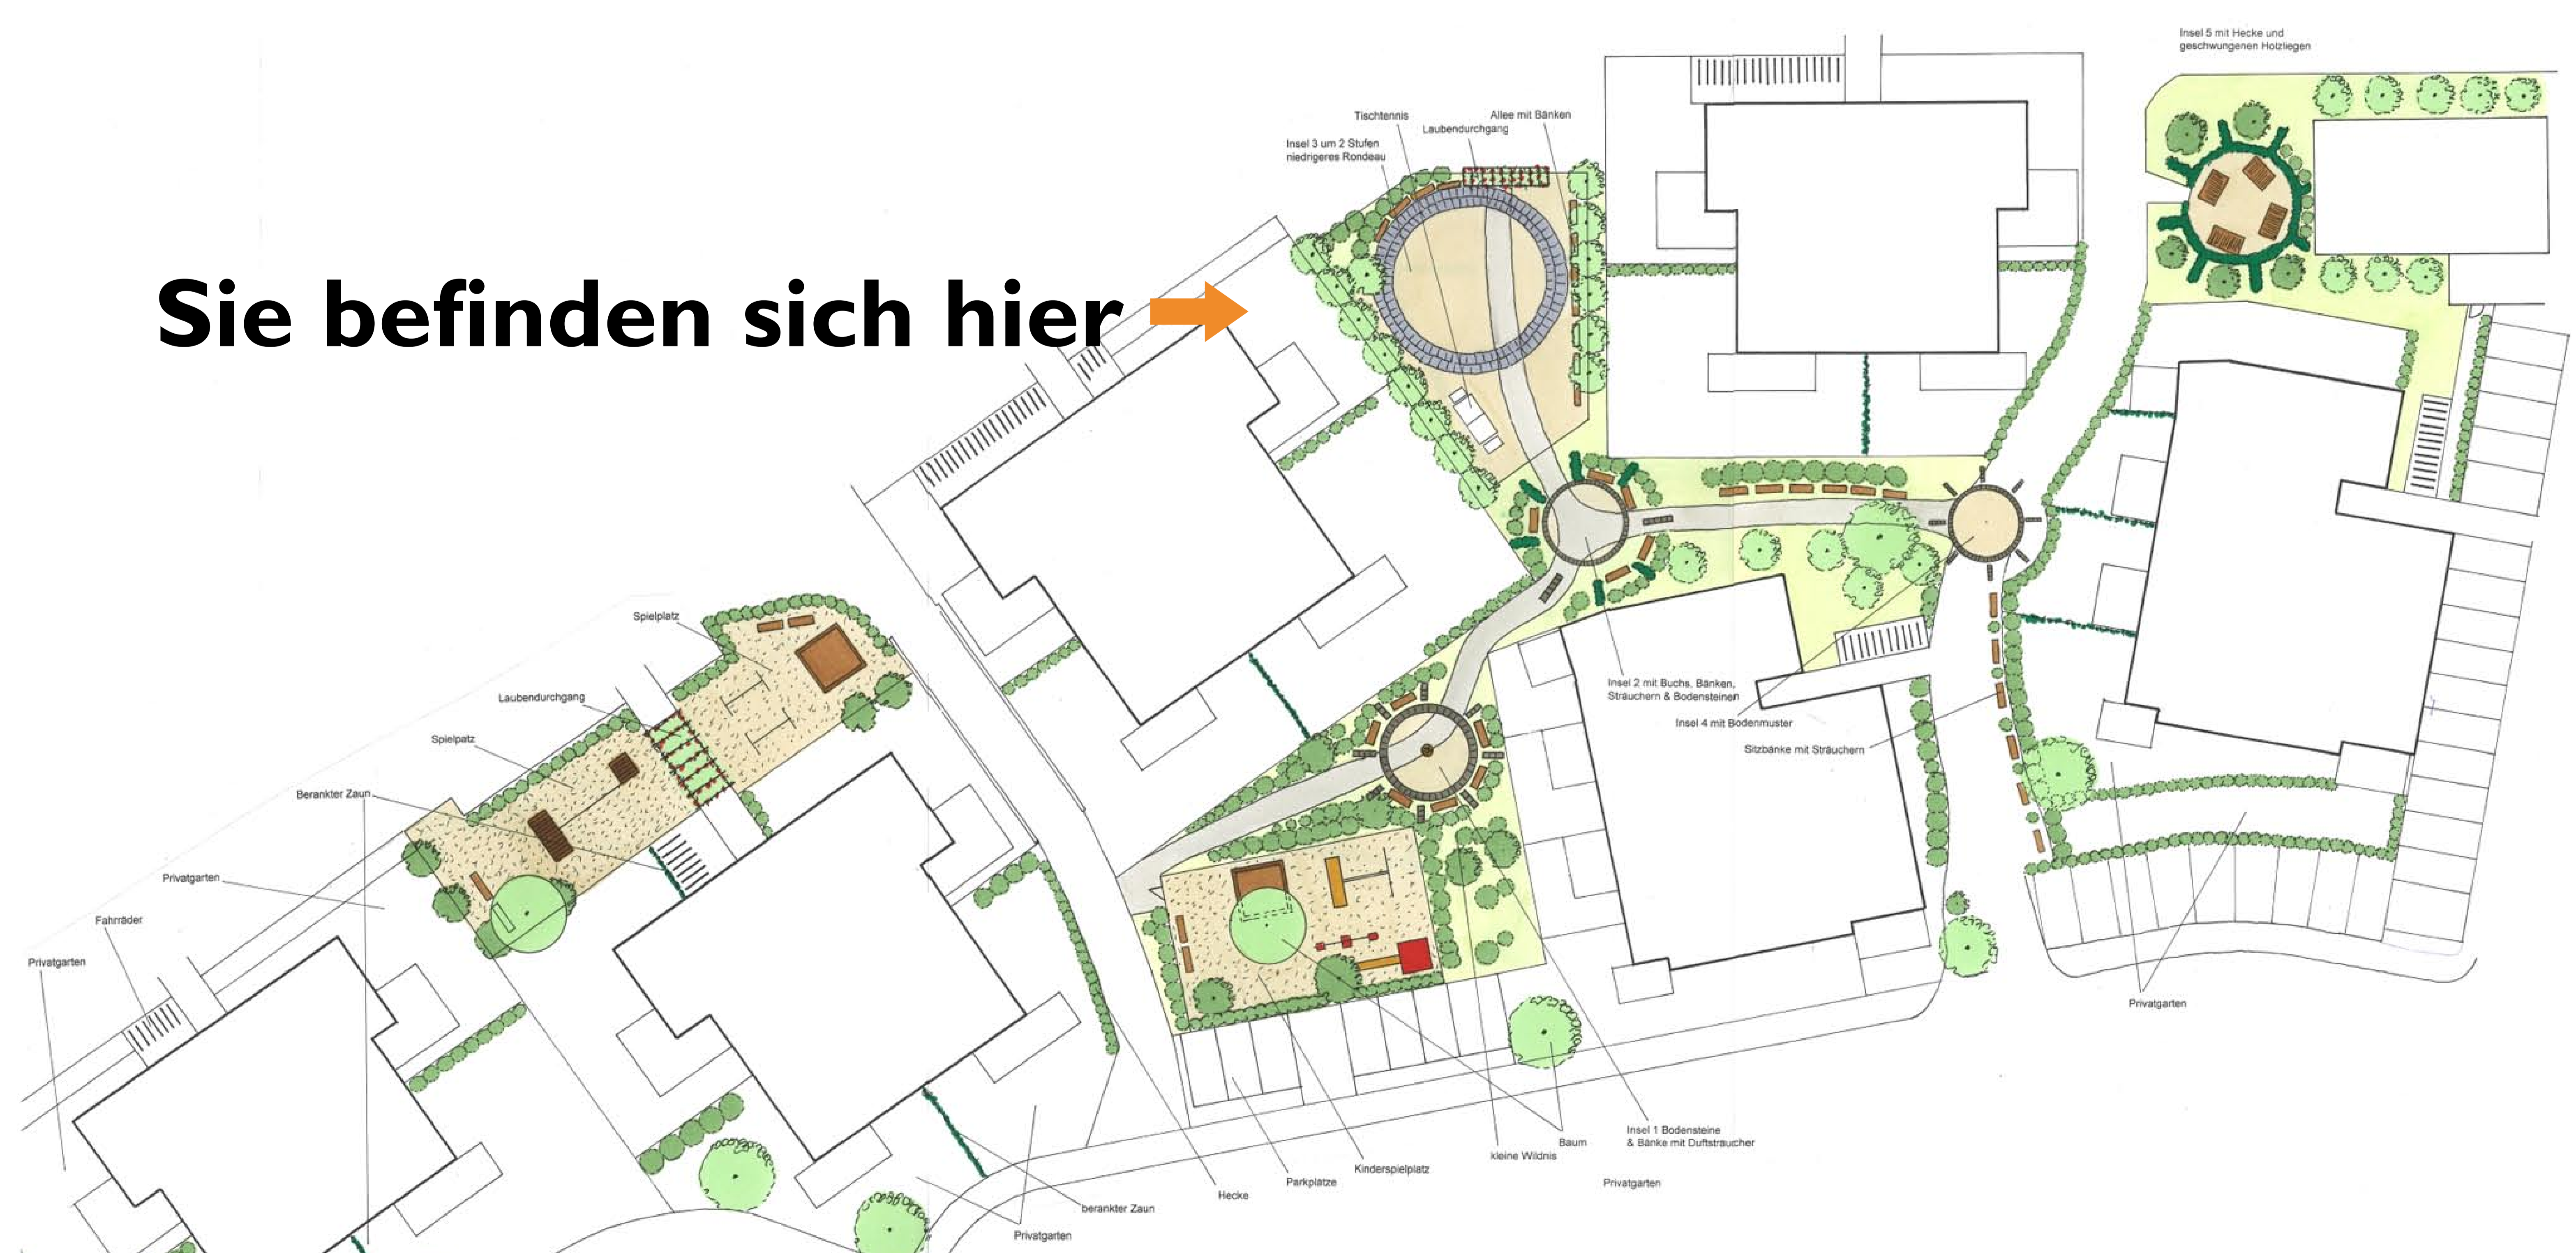 Insel 5 mit Hecke und
geschwungenen Holzliegen
Tischtennis
Allee mit Bänken
Laubendurchgang
Insel 3 um 2 Stufen
niedrigeres Rondeau
Sie befinden sich hier
Spielplatz
Laubendurchgang
Spielpatz
Berankter Zaun
Privatgarten
Fahrräder
Privatgarten
Insel 2 mit Buchs, Bänken,
Sträuchern & Bodensteinen
Insel 4 mit Bodenmuster
Sitzbänke mit Sträuchern
Privatgarten
Insel 1 Bodensteine
& Bänke mit Duftsträucher
Baum
kleine Wildnis
Kinderspielplatz
Parkplätze
Privatgarten
Hecke
berankter Zaun
Privatgarten